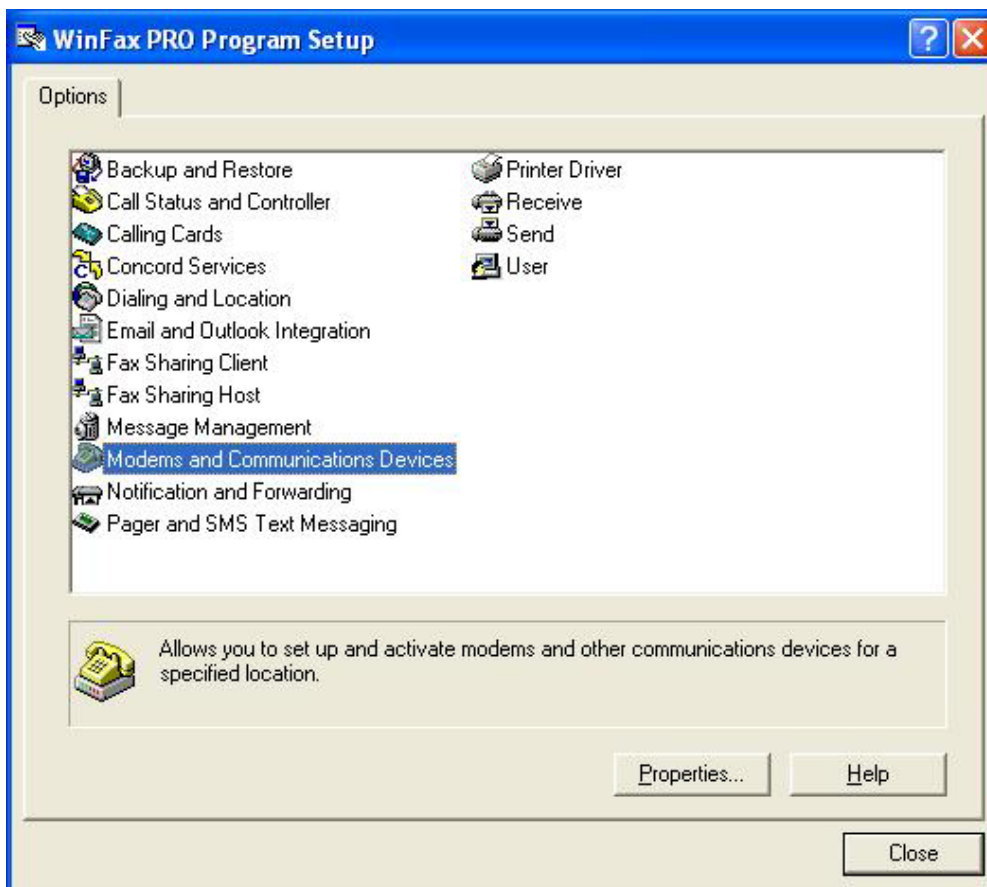 WinFax PRO Program Setup
Options
Backup and Restore
Call Status and Controller
Calling Cards
Concord Services
Dialing and Location
Email and Outlook Integration
Fax Sharing Client
Fax Sharing Host
Message Management
Modems and Communications Devices
Notification and Forwarding
Pager and SMS Text Messaging
Printer Driver
Receive
Send
User
Allows you to set up and activate modems and other communications devices for a
specified location.
Properties...
Help
Close